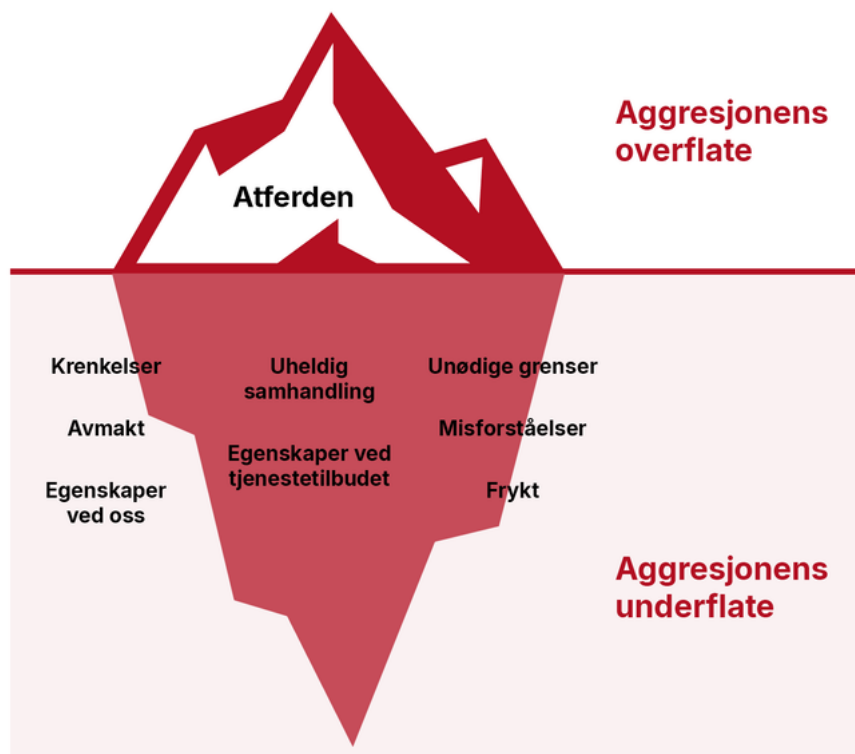 Aggresjonens
overflate
Atferden
Krenkelser
Uheldig
samhandling
Unødige grenser
Avmakt
Misforståelser
Egenskaper ved
tjenestetilbudet
Egenskaper
ved oss
Frykt
Aggresjonens
underflate